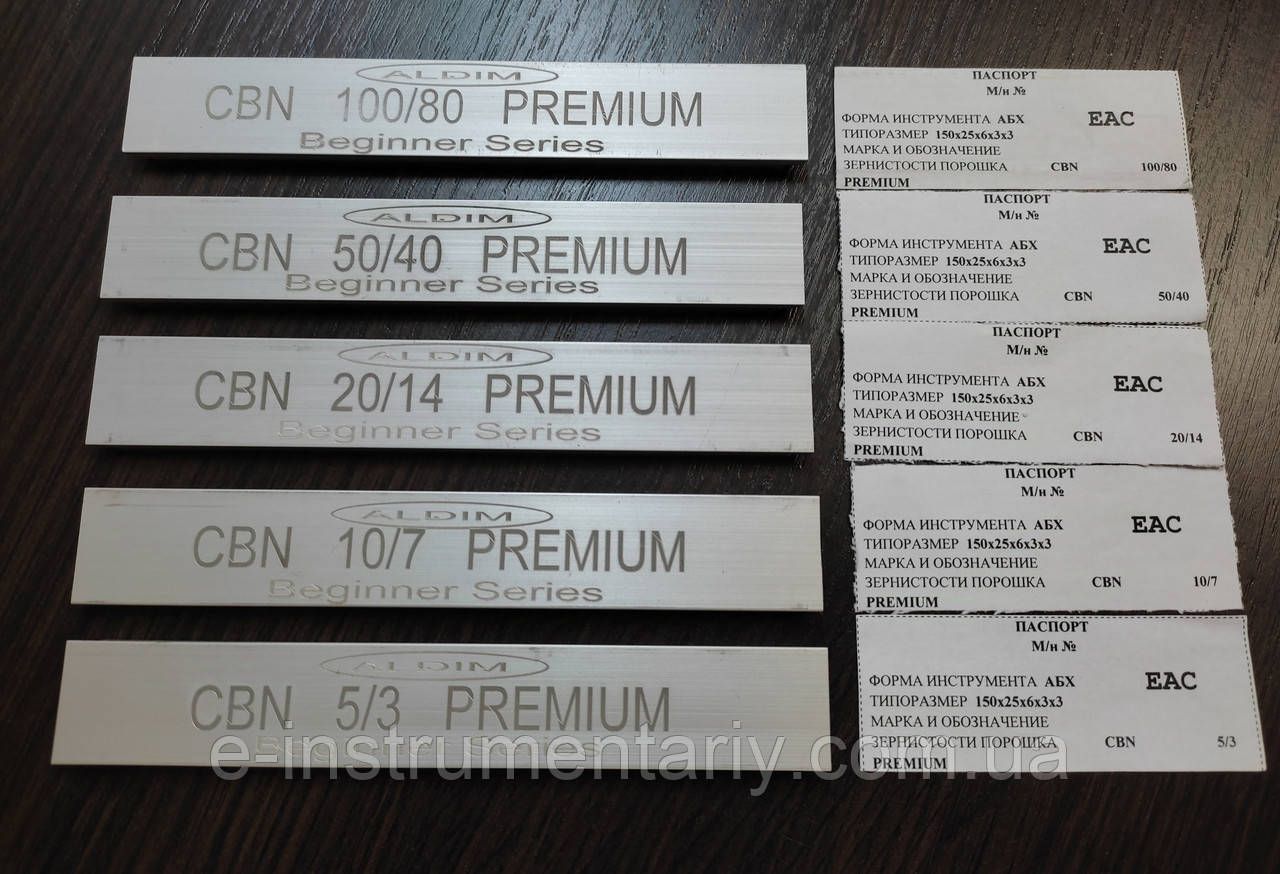 ALDIM
CBN 100/80 PREMIUM
Beginner Series
ПАСПОРТ
М/н №
ФОРМА ИНСТРУМЕНТА АБХ EAC
ТИПОРАЗМЕР 150x25x6x3x3
МАРКА И ОБОЗНАЧЕНИЕ
ЗЕРНИСТОСТИ ПОРОШКА CBN 100/80
PREMIUM
ALDIM
CBN 50/40 PREMIUM
Beginner Series
ПАСПОРТ
М/н №
ФОРМА ИНСТРУМЕНТА АБХ EAC
ТИПОРАЗМЕР 150x25x6x3x3
МАРКА И ОБОЗНАЧЕНИЕ
ЗЕРНИСТОСТИ ПОРОШКА CBN 50/40
PREMIUM
ALDIM
CBN 20/14 PREMIUM
Beginner Series
ПАСПОРТ
М/н №
ФОРМА ИНСТРУМЕНТА АБХ EAC
ТИПОРАЗМЕР 150x25x6x3x3
МАРКА И ОБОЗНАЧЕНИЕ
ЗЕРНИСТОСТИ ПОРОШКА CBN 20/14
PREMIUM
ALDIM
CBN 10/7 PREMIUM
Beginner Series
ПАСПОРТ
М/н №
ФОРМА ИНСТРУМЕНТА АБХ EAC
ТИПОРАЗМЕР 150x25x6x3x3
МАРКА И ОБОЗНАЧЕНИЕ
ЗЕРНИСТОСТИ ПОРОШКА CBN 10/7
PREMIUM
ALDIM
CBN 5/3 PREMIUM
Beginner Series
ПАСПОРТ
М/н №
ФОРМА ИНСТРУМЕНТА АБХ EAC
ТИПОРАЗМЕР 150x25x6x3x3
МАРКА И ОБОЗНАЧЕНИЕ
ЗЕРНИСТОСТИ ПОРОШКА CBN 5/3
PREMIUM
e-instrumentariy.com.ua